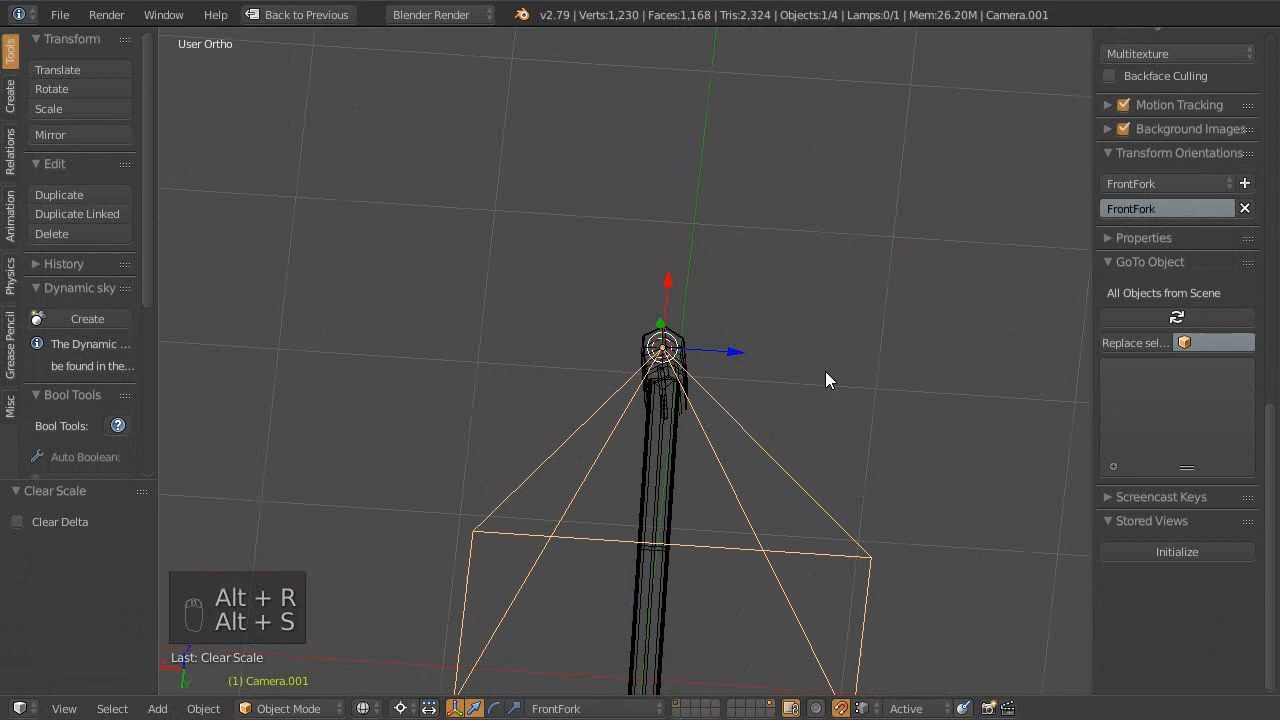 File Render Window Help Back to Previous Blender Render v2.79 | Verts:1,230 | Faces:1,168 | Tris:2,324 | Objects:1/4 | Lamps:0/1 | Mem:26.20M | Camera.001
Tools
Create
Relations
Animation
Physics
Grease Pencil
Misc
Transform
Translate
Rotate
Scale
Mirror
Edit
Duplicate
Duplicate Linked
Delete
History
Dynamic sky
Create
The Dynamic ...
be found in the...
Bool Tools
Bool Tools:
Auto Boolean
Clear Scale
Clear Delta
User Ortho
Alt + R
Alt + S
Last: Clear Scale
(1) Camera.001
Multitexture
Backface Culling
Motion Tracking
Background Images
Transform Orientations
FrontFork
FrontFork
Properties
GoTo Object
All Objects from Scene
Replace sel...
Screencast Keys
Stored Views
Initialize
View Select Add Object Object Mode FrontFork Active